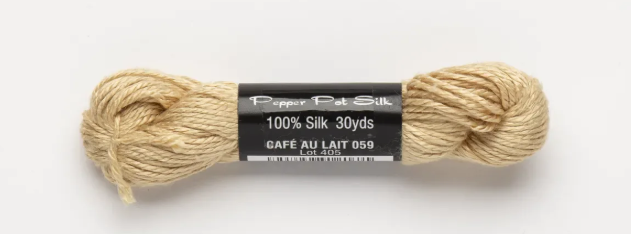 Pepper Pot Silk
100% Silk 30yds
CAFÉ AU LAIT 059
Lot 405